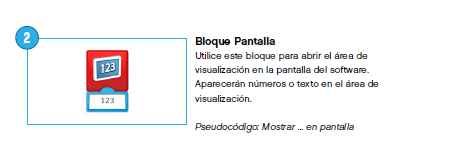 2
123
123
Bloque Pantalla
Utilice este bloque para abrir el área de
visualización en la pantalla del software.
Aparecerán números o texto en el área de
visualización.
Pseudocódigo: Mostrar ... en pantalla